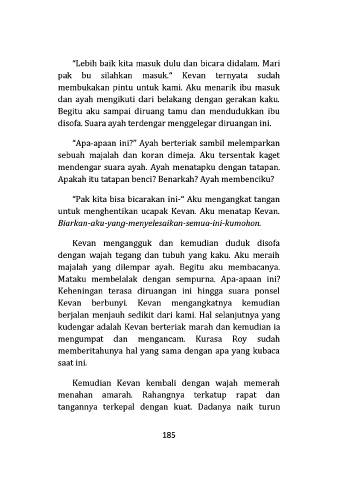 "Lebih baik kita masuk dulu dan bicara didalam. Mari
pak bu silahkan masuk." Kevan ternyata sudah
membukakan pintu untuk kami. Aku menarik ibu masuk
dan ayah mengikuti dari belakang dengan gerakan kaku.
Begitu aku sampai diruang tamu dan mendudukkan ibu
disofa. Suara ayah terdengar menggelegar diruangan ini.
"Apa-apaan ini?" Ayah berteriak sambil melemparkan
sebuah majalah dan koran dimeja. Aku tersentak kaget
mendengar suara ayah. Ayah menatapku dengan tatapan.
Apakah itu tatapan benci? Benarkah? Ayah membenciku?
"Pak kita bisa bicarakan ini-" Aku mengangkat tangan
untuk menghentikan ucapak Kevan. Aku menatap Kevan.
Biarkan-aku-yang-menyelesaikan-semua-ini-kumohon.
Kevan mengangguk dan kemudian duduk disofa
dengan wajah tegang dan tubuh yang kaku. Aku meraih
majalah yang dilempar ayah. Begitu aku membacanya.
Mataku membelalak dengan sempurna. Apa-apaan ini?
Keheningan terasa diruangan ini hingga suara ponsel
Kevan berbunyi. Kevan mengangkatnya kemudian
berjalan menjauh sedikit dari kami. Hal selanjutnya yang
kudengar adalah Kevan berteriak marah dan kemudian ia
mengumpat dan mengancam. Kurasa Roy sudah
memberitahunya hal yang sama dengan apa yang kubaca
saat ini.
Kemudian Kevan kembali dengan wajah memerah
menahan amarah. Rahangnya terkatup rapat dan
tangannya terkepal dengan kuat. Dadanya naik turun
185